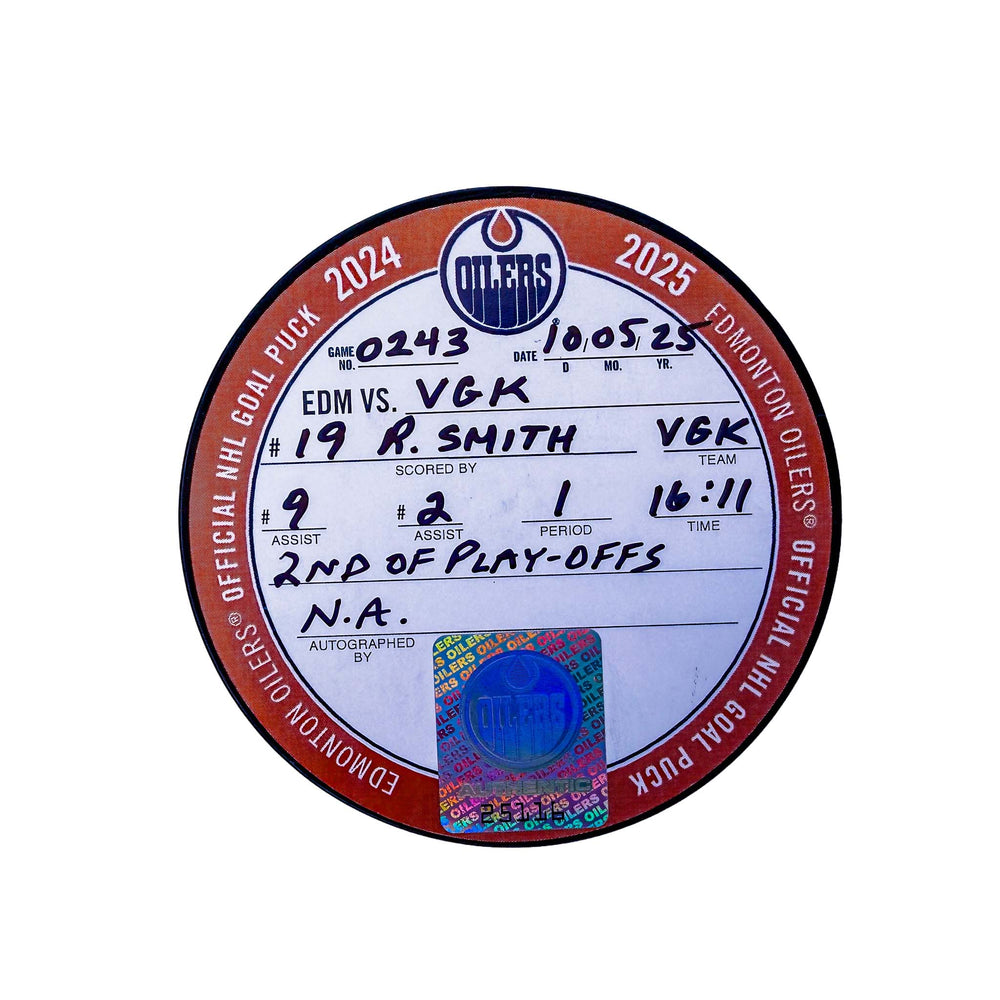 2024 2025
OFFICIAL NHL GOAL PUCK
EDMONTON OILERS®
EDMONTON OILERS® OFFICIAL NHL GOAL PUCK
OILERS
GAME NO. 0243 DATE 10/05/25
D MO. YR.
EDM VS. VGK
# 19 R. SMITH VGK
SCORED BY TEAM
# 9 # 2 1 16:11
ASSIST ASSIST PERIOD TIME
2ND OF PLAY-OFFS
N.A.
AUTOGRAPHED BY
OILERS
AUTHENTIC
25116